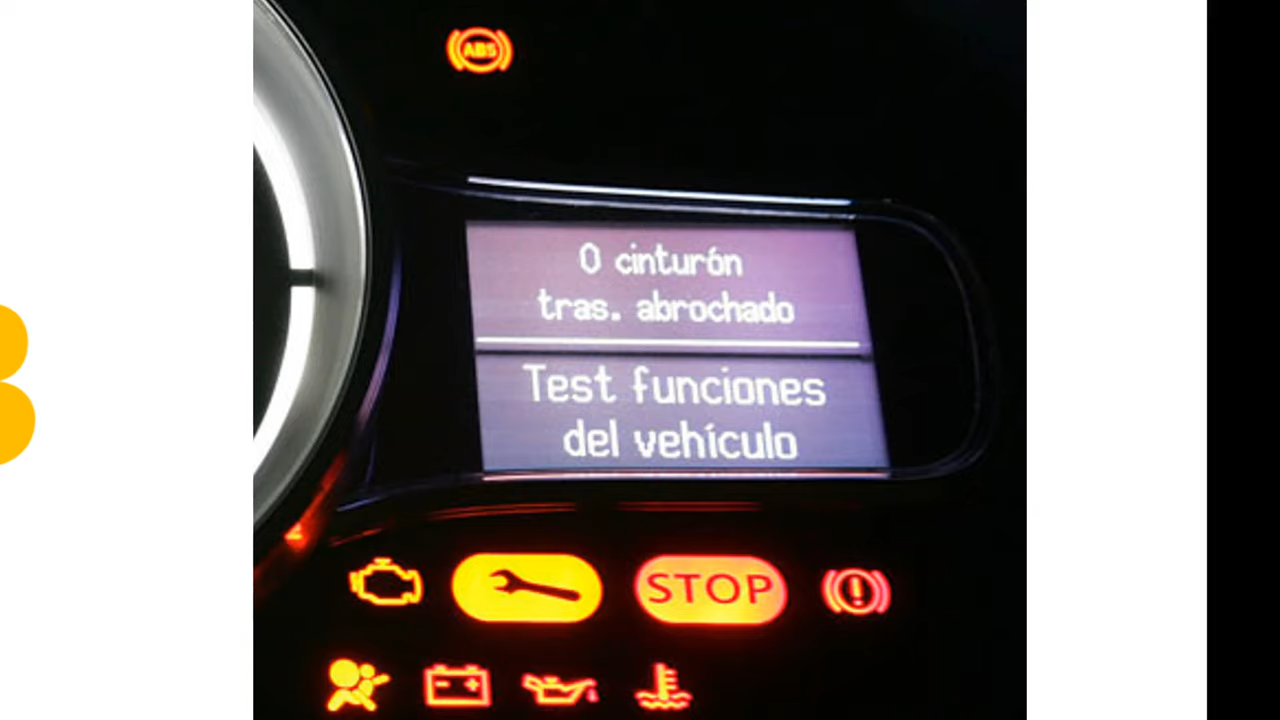 ABS
0 cinturón
tras. abrochado
Test funciones
del vehículo
STOP